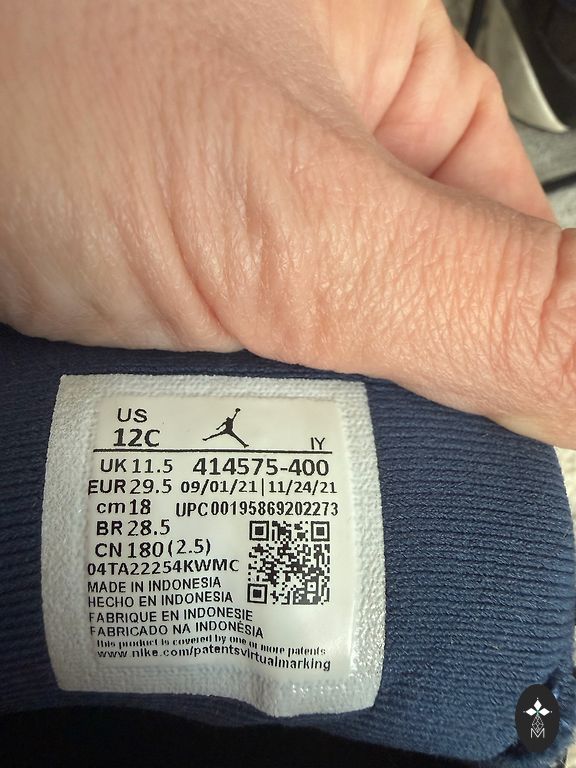 US
12C
IY
UK 11.5 414575-400
EUR 29.5 09/01/21|11/24/21
cm 18 UPC 00195869202273
BR 28.5
CN 180 (2.5)
04TA22254KWMC
MADE IN INDONESIA
HECHO EN INDONESIA
FABRIQUE EN INDONESIE
FABRICADO NA INDONÉSIA
this product is covered by one or more patents
www.nike.com/patentsvirtualmarking
M